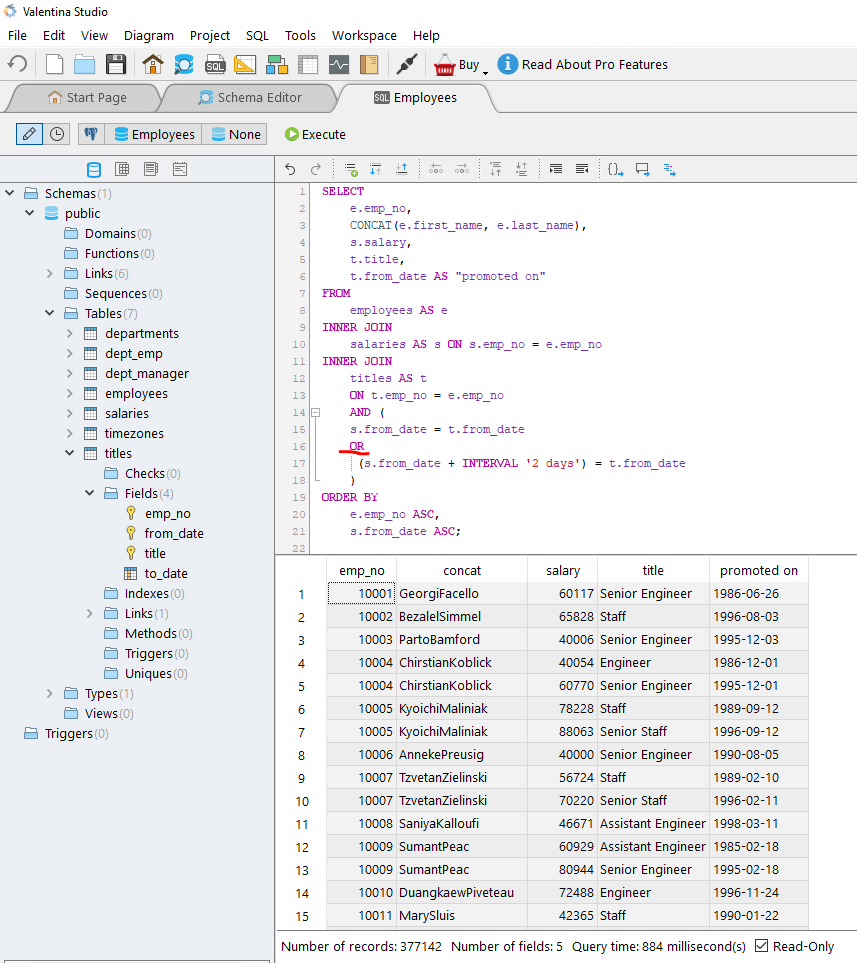 Valentina Studio
File Edit View Diagram Project SQL Tools Workspace Help
SQL Buy Read About Pro Features
Start Page Schema Editor SQL Employees
Employees None Execute
Schemas(1)
public
Domains(0)
Functions(0)
Links(6)
Sequences(0)
Tables(7)
departments
dept_emp
dept_manager
employees
salaries
timezones
titles
Checks(0)
Fields(4)
emp_no
from_date
title
to_date
Indexes(0)
Links(1)
Methods(0)
Triggers(0)
Uniques(0)
Types(1)
Views(0)
Triggers(0)
1 SELECT
2 e.emp_no,
3 CONCAT(e.first_name, e.last_name),
4 s.salary,
5 t.title,
6 t.from_date AS "promoted on"
7 FROM
8 employees AS e
9 INNER JOIN
10 salaries AS s ON s.emp_no = e.emp_no
11 INNER JOIN
12 titles AS t
13 ON t.emp_no = e.emp_no
14 AND (
15 s.from_date = t.from_date
16 OR
17 (s.from_date + INTERVAL '2 days') = t.from_date
18 )
19 ORDER BY
20 e.emp_no ASC,
21 s.from_date ASC;
22
emp_no concat salary title promoted on
1 10001 GeorgiFacello 60117 Senior Engineer 1986-06-26
2 10002 BezalelSimmel 65828 Staff 1996-08-03
3 10003 PartoBamford 40006 Senior Engineer 1995-12-03
4 10004 ChirstianKoblick 40054 Engineer 1986-12-01
5 10004 ChirstianKoblick 60770 Senior Engineer 1995-12-01
6 10005 KyoichiMaliniak 78228 Staff 1989-09-12
7 10005 KyoichiMaliniak 88063 Senior Staff 1996-09-12
8 10006 AnnekePreusig 40000 Senior Engineer 1990-08-05
9 10007 TzvetanZielinski 56724 Staff 1989-02-10
10 10007 TzvetanZielinski 70220 Senior Staff 1996-02-11
11 10008 SaniyaKalloufi 46671 Assistant Engineer 1998-03-11
12 10009 SumantPeac 60929 Assistant Engineer 1985-02-18
13 10009 SumantPeac 80944 Senior Engineer 1995-02-18
14 10010 DuangkaewPiveteau 72488 Engineer 1996-11-24
15 10011 MarySluis 42365 Staff 1990-01-22
Number of records: 377142 Number of fields: 5 Query time: 884 millisecond(s) Read-Only